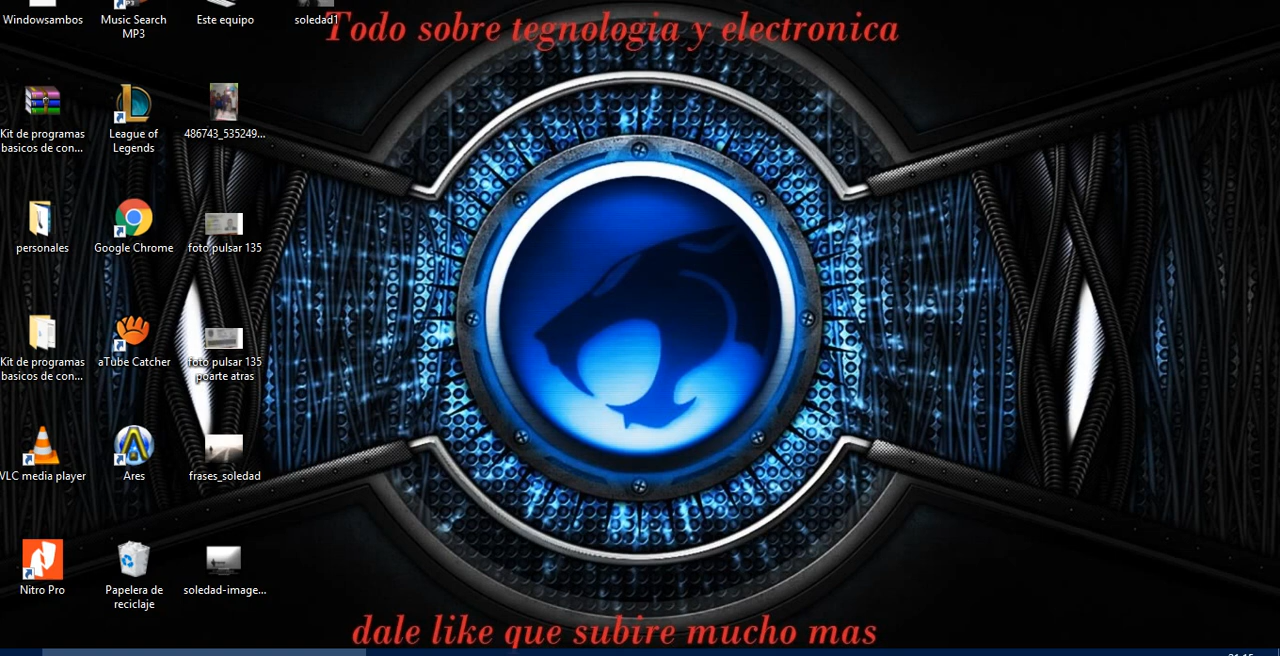 Todo sobre tegnologia y electronica
Windowsambos
Music Search
MP3
Este equipo
soledad1
Kit de programas
basicos de con...
League of
Legends
486743_535249...
personales
Google Chrome
foto pulsar 135
Kit de programas
basicos de con...
aTube Catcher
foto pulsar 135
poarte atras
VLC media player
Ares
frases_soledad
Nitro Pro
Papelera de
reciclaje
soledad-image...
dale like que subire mucho mas